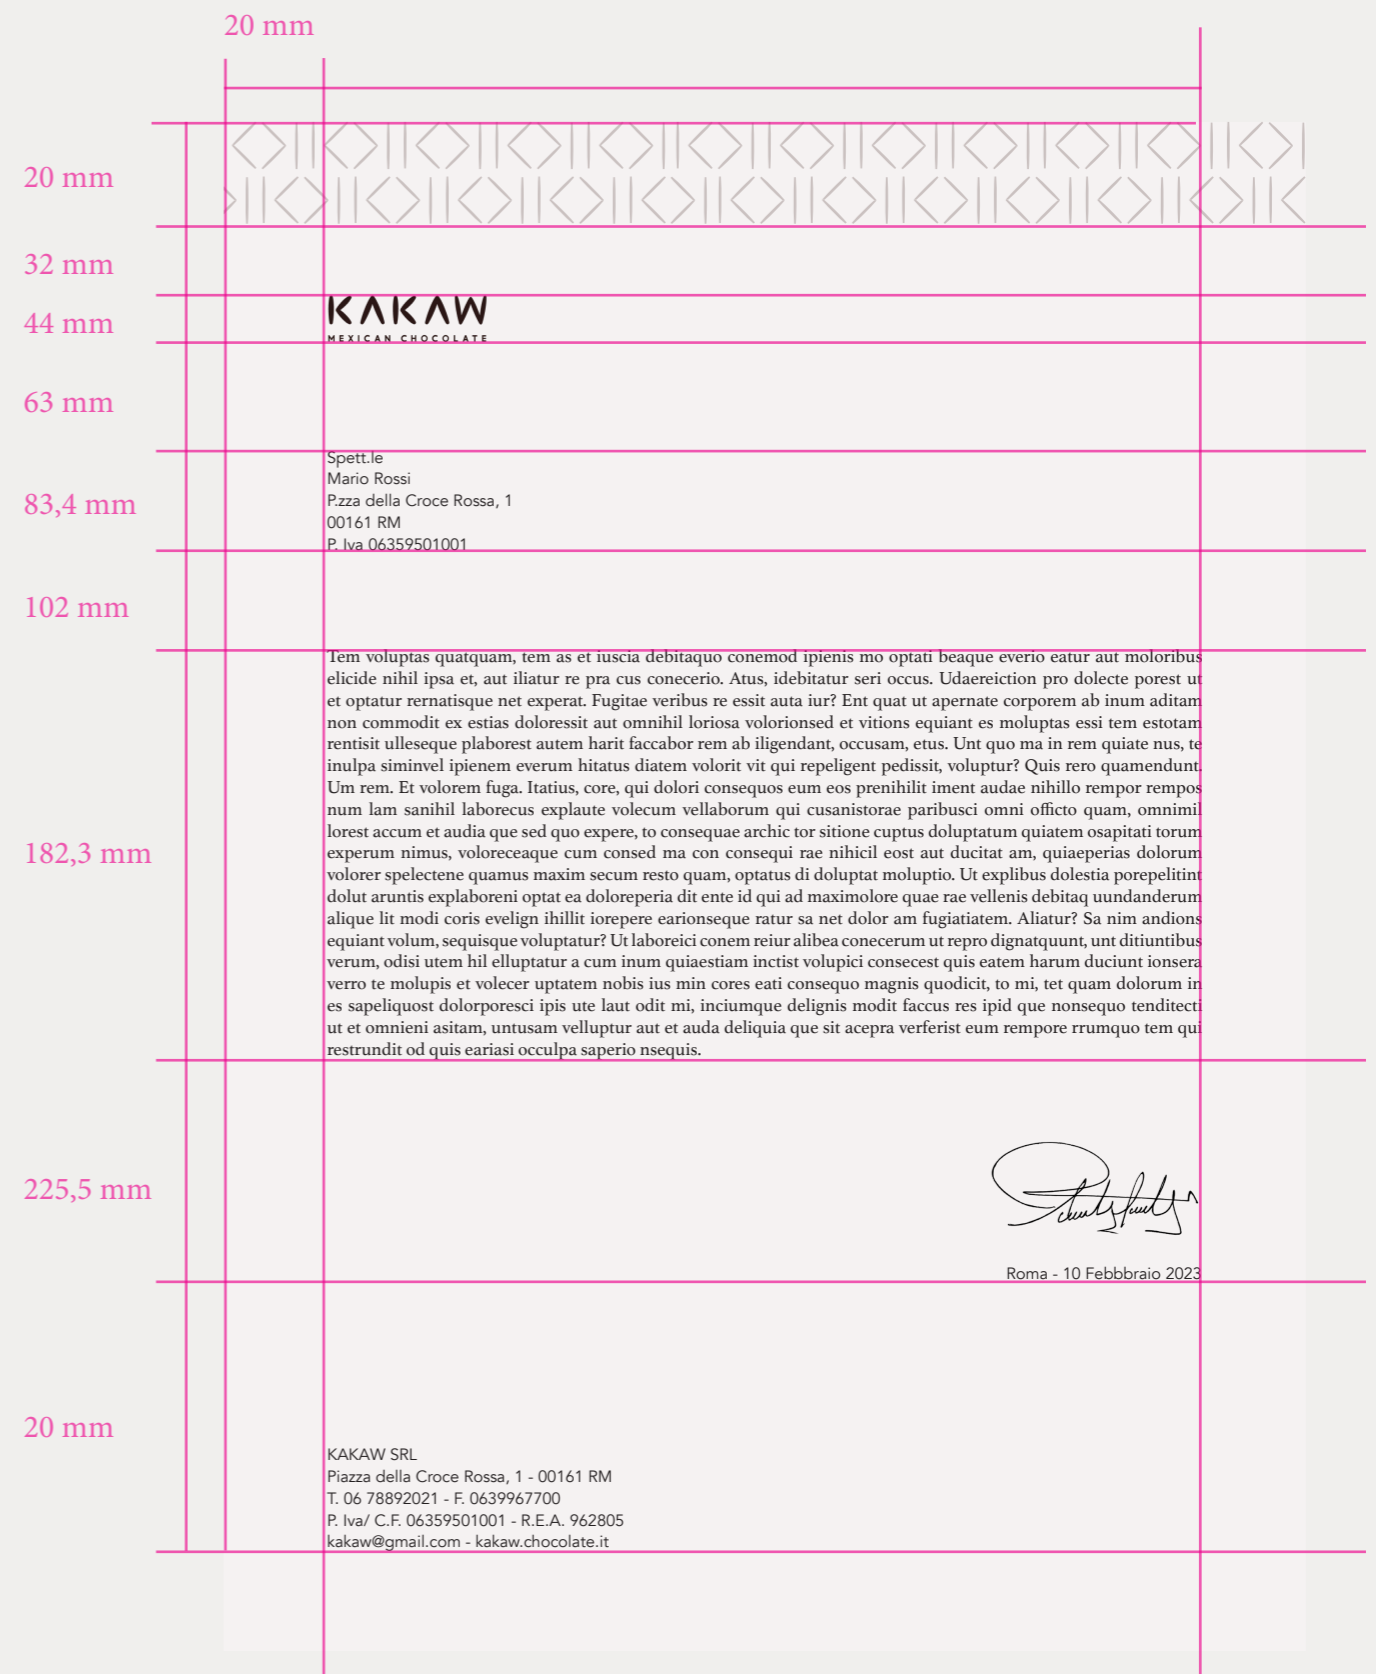 20 mm
20 mm
32 mm
KAKAW
MEXICAN CHOCOLATE
44 mm
63 mm
Spett.le
Mario Rossi
P.zza della Croce Rossa, 1
00161 RM
P. Iva 06359501001
83,4 mm
102 mm
Tem voluptas quatquam, tem as et iuscia debitaquo conemod ipienis mo optati beaque everio eatur aut moloribus
elicide nihil ipsa et, aut iliatur re pra cus conecerio. Atus, idebitatur seri occus. Udaereiction pro dolecte porest ut
et optatur rernatisque net experat. Fugitae veribus re essit auta iur? Ent quat ut apernate corporem ab inum aditam
non commodit ex estias doloressit aut omnihil loriosa volorionsed et vitions equiant es moluptas essi tem estotam
rentisit ulleseque plaborest autem harit faccabor rem ab iligendant, occusam, etus. Unt quo ma in rem quiate nus, te
inulpa siminvel ipienem everum hitatus diatem volorit vit qui repeligent pedissit, voluptur? Quis rero quamendunt.
Um rem. Et volorem fuga. Itatius, core, qui dolori consequos eum eos prenihilit iment audae nihillo rempor rempos
num lam sanihil laborecus explaute volecum vellaborum qui cusanistorae paribusci omni officto quam, omnimil
lorest accum et audia que sed quo expere, to consequae archic tor sitione cuptus doluptatum quiatem osapitati torum
experum nimus, voloreceaque cum consed ma con consequi rae nihicil eost aut ducitat am, quiaeperias dolorum
volorer spelectene quamus maxim secum resto quam, optatus di doluptat moluptio. Ut explibus dolestia porepelitint
dolut aruntis explaboreni optat ea doloreperia dit ente id qui ad maximolore quae rae vellenis debitaq uundanderum
alique lit modi coris evelign ihillit iorepere earionseque ratur sa net dolor am fugiatiatem. Aliatur? Sa nim andions
equiant volum, sequisque voluptatur? Ut laboreici conem reiur alibea conecerum ut repro dignatquunt, unt ditiuntibus
verum, odisi utem hil elluptatur a cum inum quiaestiam inctist volupici consecest quis eatem harum duciunt ionsera
verro te molupis et volecer uptatem nobis ius min cores eati consequo magnis quodicit, to mi, tet quam dolorum in
es sapeliquost dolorporesci ipis ute laut odit mi, inciumque delignis modit faccus res ipid que nonsequo tenditecti
ut et omnieni asitam, untusam velluptur aut et auda deliquia que sit acepra verferist eum rempore rrumquo tem qui
restrundit od quis eariasi occulpa saperio nsequis.
182,3 mm
225,5 mm
Roma - 10 Febbbraio 2023
20 mm
KAKAW SRL
Piazza della Croce Rossa, 1 - 00161 RM
T. 06 78892021 - F. 0639967700
P. Iva/ C.F. 06359501001 - R.E.A. 962805
kakaw@gmail.com - kakaw.chocolate.it